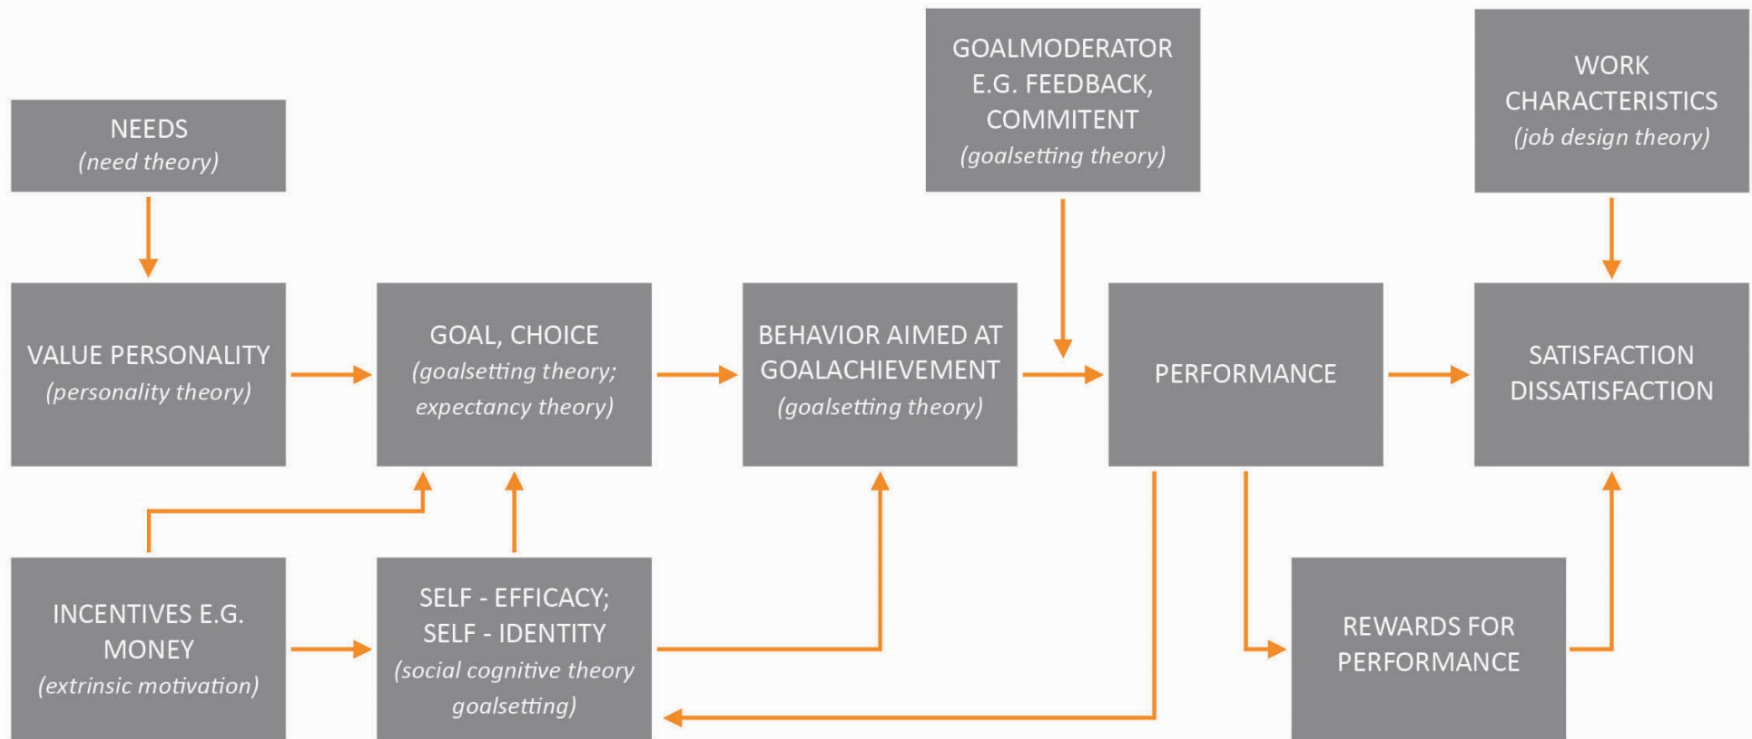 NEEDS
(need theory)
GOALMODERATOR
E.G. FEEDBACK,
COMMITENT
(goalsetting theory)
WORK
CHARACTERISTICS
(job design theory)
VALUE PERSONALITY
(personality theory)
GOAL, CHOICE
(goalsetting theory;
expectancy theory)
BEHAVIOR AIMED AT
GOALACHIEVEMENT
(goalsetting theory)
PERFORMANCE
SATISFACTION
DISSATISFACTION
INCENTIVES E.G.
MONEY
(extrinsic motivation)
SELF - EFFICACY;
SELF - IDENTITY
(social cognitive theory
goalsetting)
REWARDS FOR
PERFORMANCE